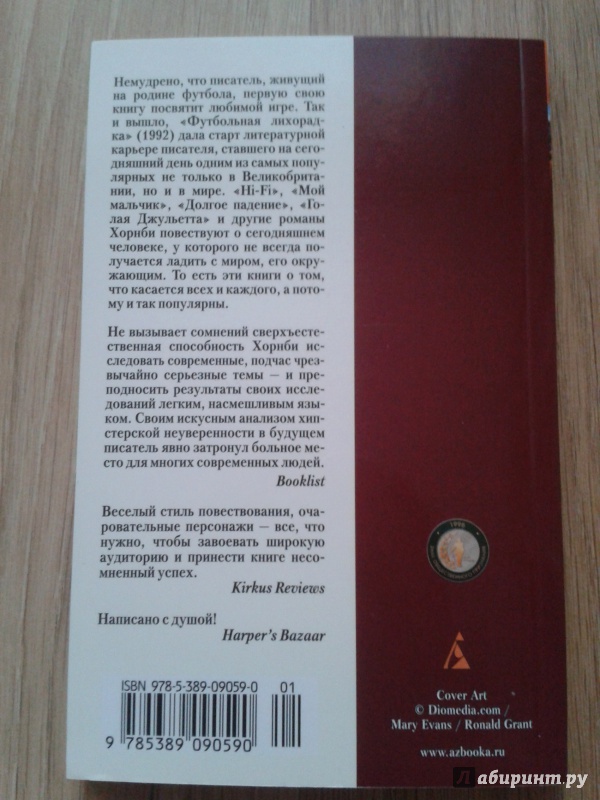 Немудрено, что писатель, живущий
на родине футбола, первую свою
книгу посвятит любимой игре. Так
и вышло, «Футбольная лихорад-
ка» (1992) дала старт литературной
карьере писателя, ставшего на сего-
дняшний день одним из самых попу-
лярных не только в Великобрита-
нии, но и в мире. «Hi-Fi», «Мой
мальчик», «Долгое падение», «Го-
лая Джульетта» и другие романы
Хорнби повествуют о сегодняшнем
человеке, у которого не всегда по-
лучается ладить с миром, его окру-
жающим. То есть эти книги о том,
что касается всех и каждого, а пото-
му и так популярны.
Не вызывает сомнений сверхъесте-
ственная способность Хорнби ис-
следовать современные, подчас чрез-
вычайно серьезные темы — и пре-
подносить результаты своих иссле-
дований легким, насмешливым язы-
ком. Своим искусным анализом хип-
стерской неуверенности в будущем
писатель явно затронул больное ме-
сто для многих современных людей.
Booklist
Веселый стиль повествования, оча-
ровательные персонажи — все, что
нужно, чтобы завоевать широкую
аудиторию и принести книге несо-
мненный успех.
Kirkus Reviews
Написано с душой!
Harper's Bazaar
ISBN 978-5-389-09059-0 01
9 785389 090590
1998
Cover Art
© Diomedia.com /
Mary Evans / Ronald Grant
www.azbooka.ru
лабиринт.ру